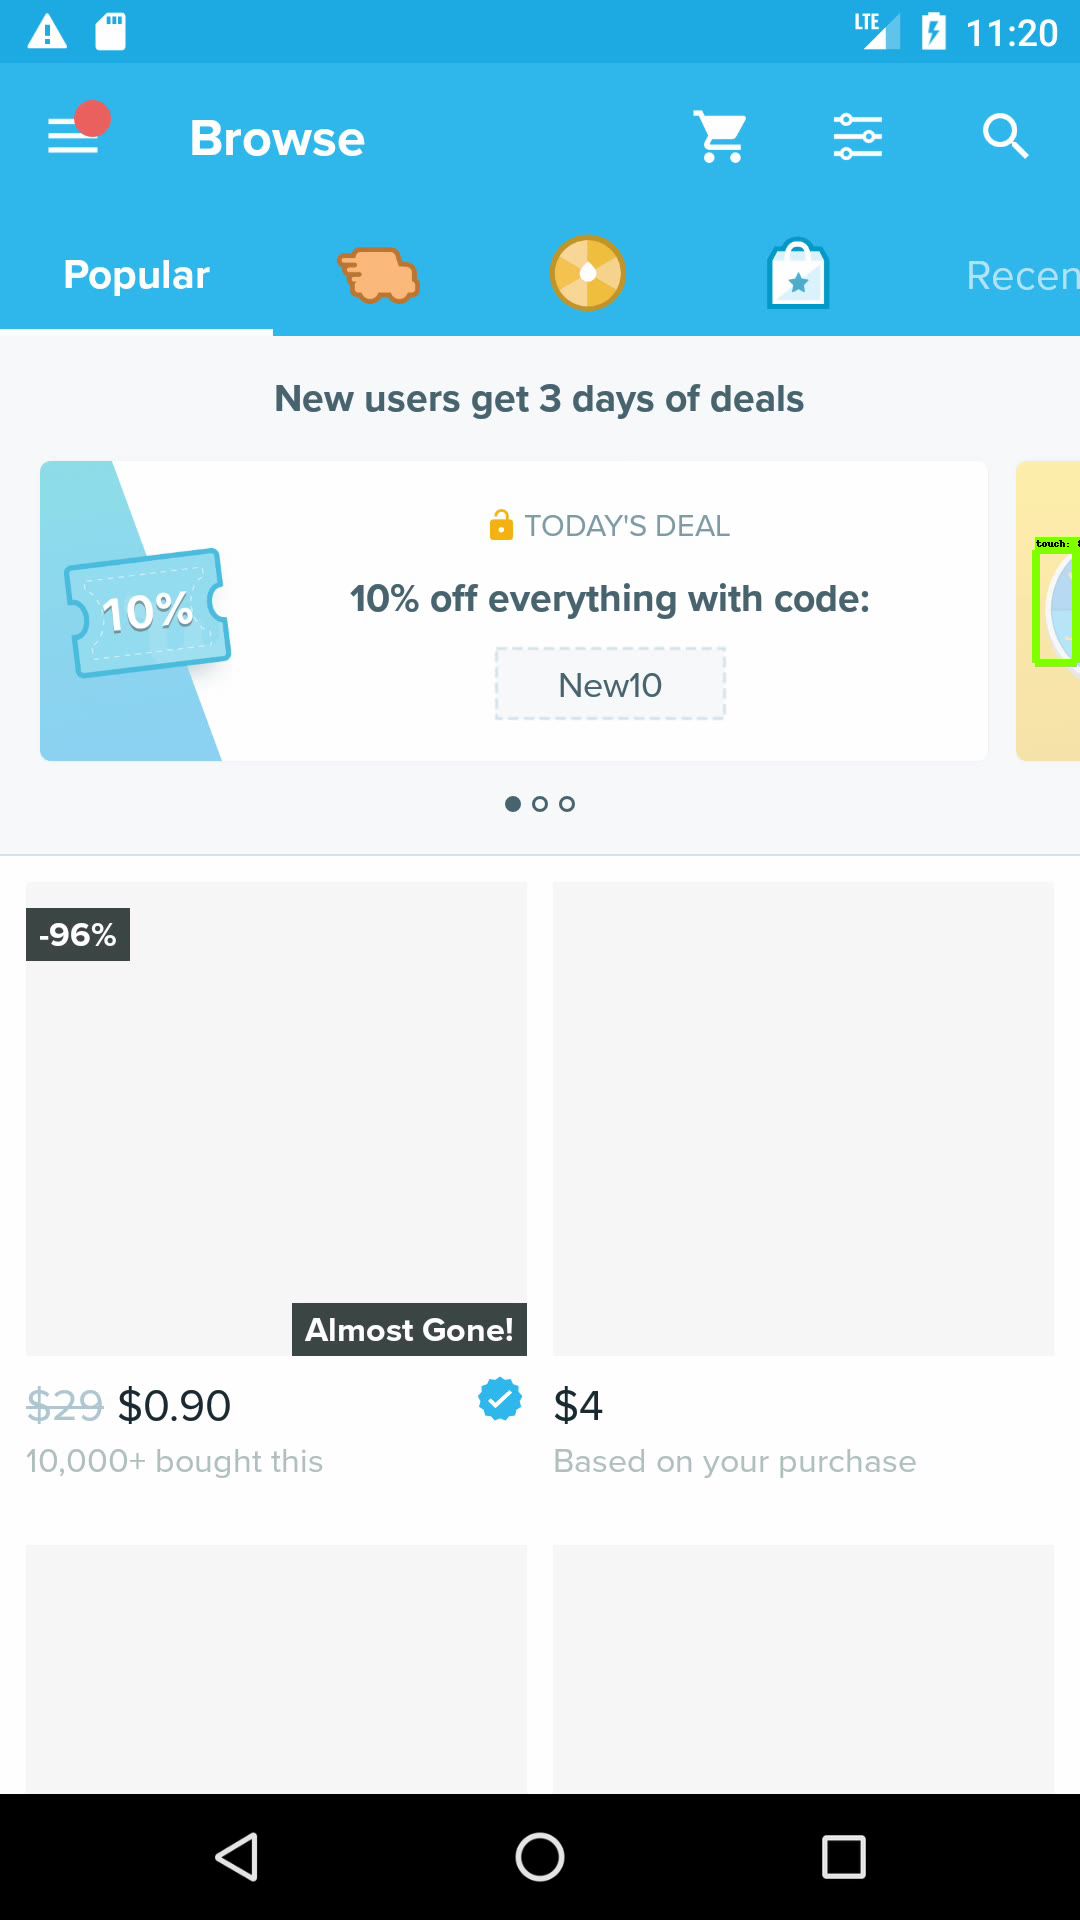 LTE 11:20
Browse
Popular
Recen
New users get 3 days of deals
TODAY'S DEAL
10%
10% off everything with code:
New10
touch:
-96%
Almost Gone!
$29 $0.90
10,000+ bought this
$4
Based on your purchase